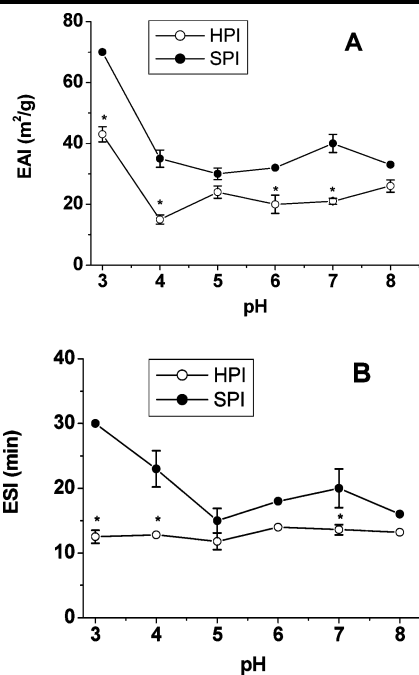 A
HPI
SPI
80
60
40
20
0
EAI (m²/g)
* * * *
3 4 5 6 7 8
pH
B
HPI
SPI
40
30
20
10
0
ESI (min)
* * *
3 4 5 6 7 8
pH